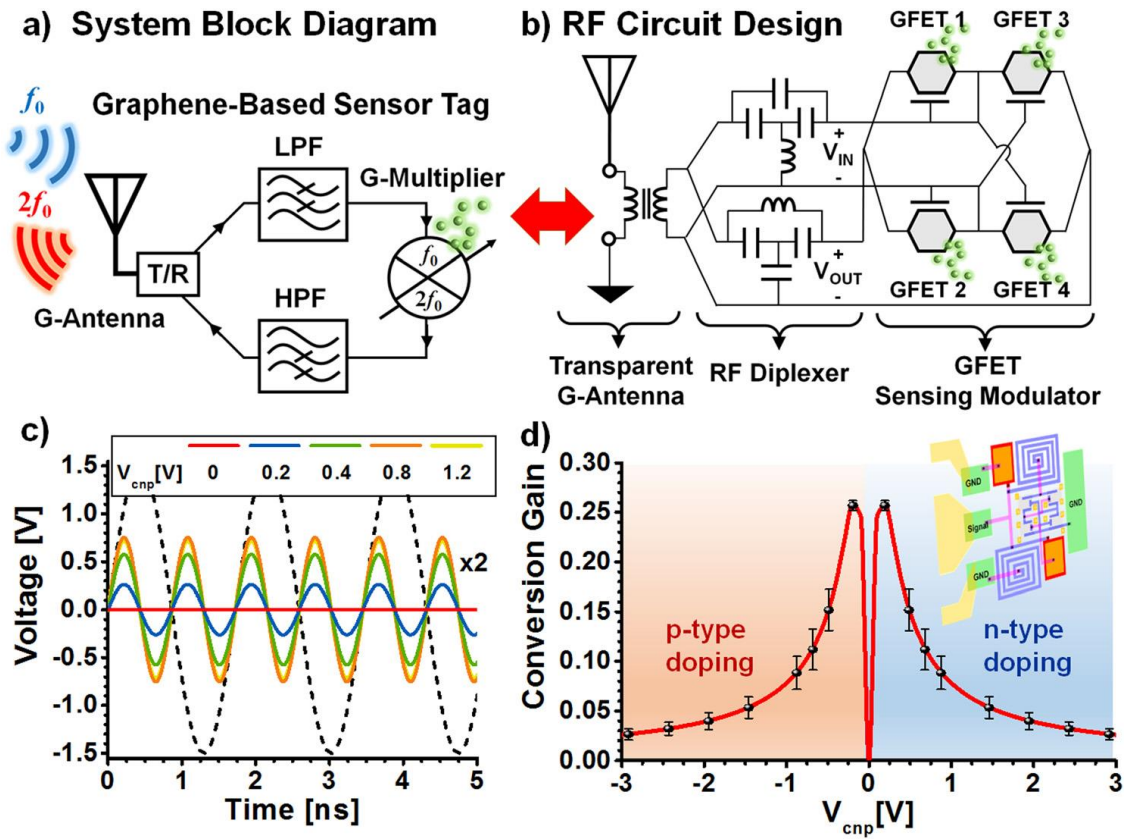 a) System Block Diagram
f0
2f0
Graphene-Based Sensor Tag
LPF
G-Multiplier
f0
2f0
T/R
G-Antenna
HPF
b) RF Circuit Design
GFET 1
GFET 3
+
VIN
-
+
VOUT
-
GFET 2
GFET 4
Transparent
G-Antenna
RF Diplexer
GFET
Sensing Modulator
c)
Vcnp[V] 0 0.2 0.4 0.8 1.2
1.5
1.0
0.5
0.0
-0.5
-1.0
-1.5
Voltage [V]
x2
0 1 2 3 4 5
Time [ns]
d)
0.30
0.25
0.20
0.15
0.10
0.05
0.00
Conversion Gain
p-type
doping
n-type
doping
GND
Signal
GND
GND
-3 -2 -1 0 1 2 3
Vcnp[V]